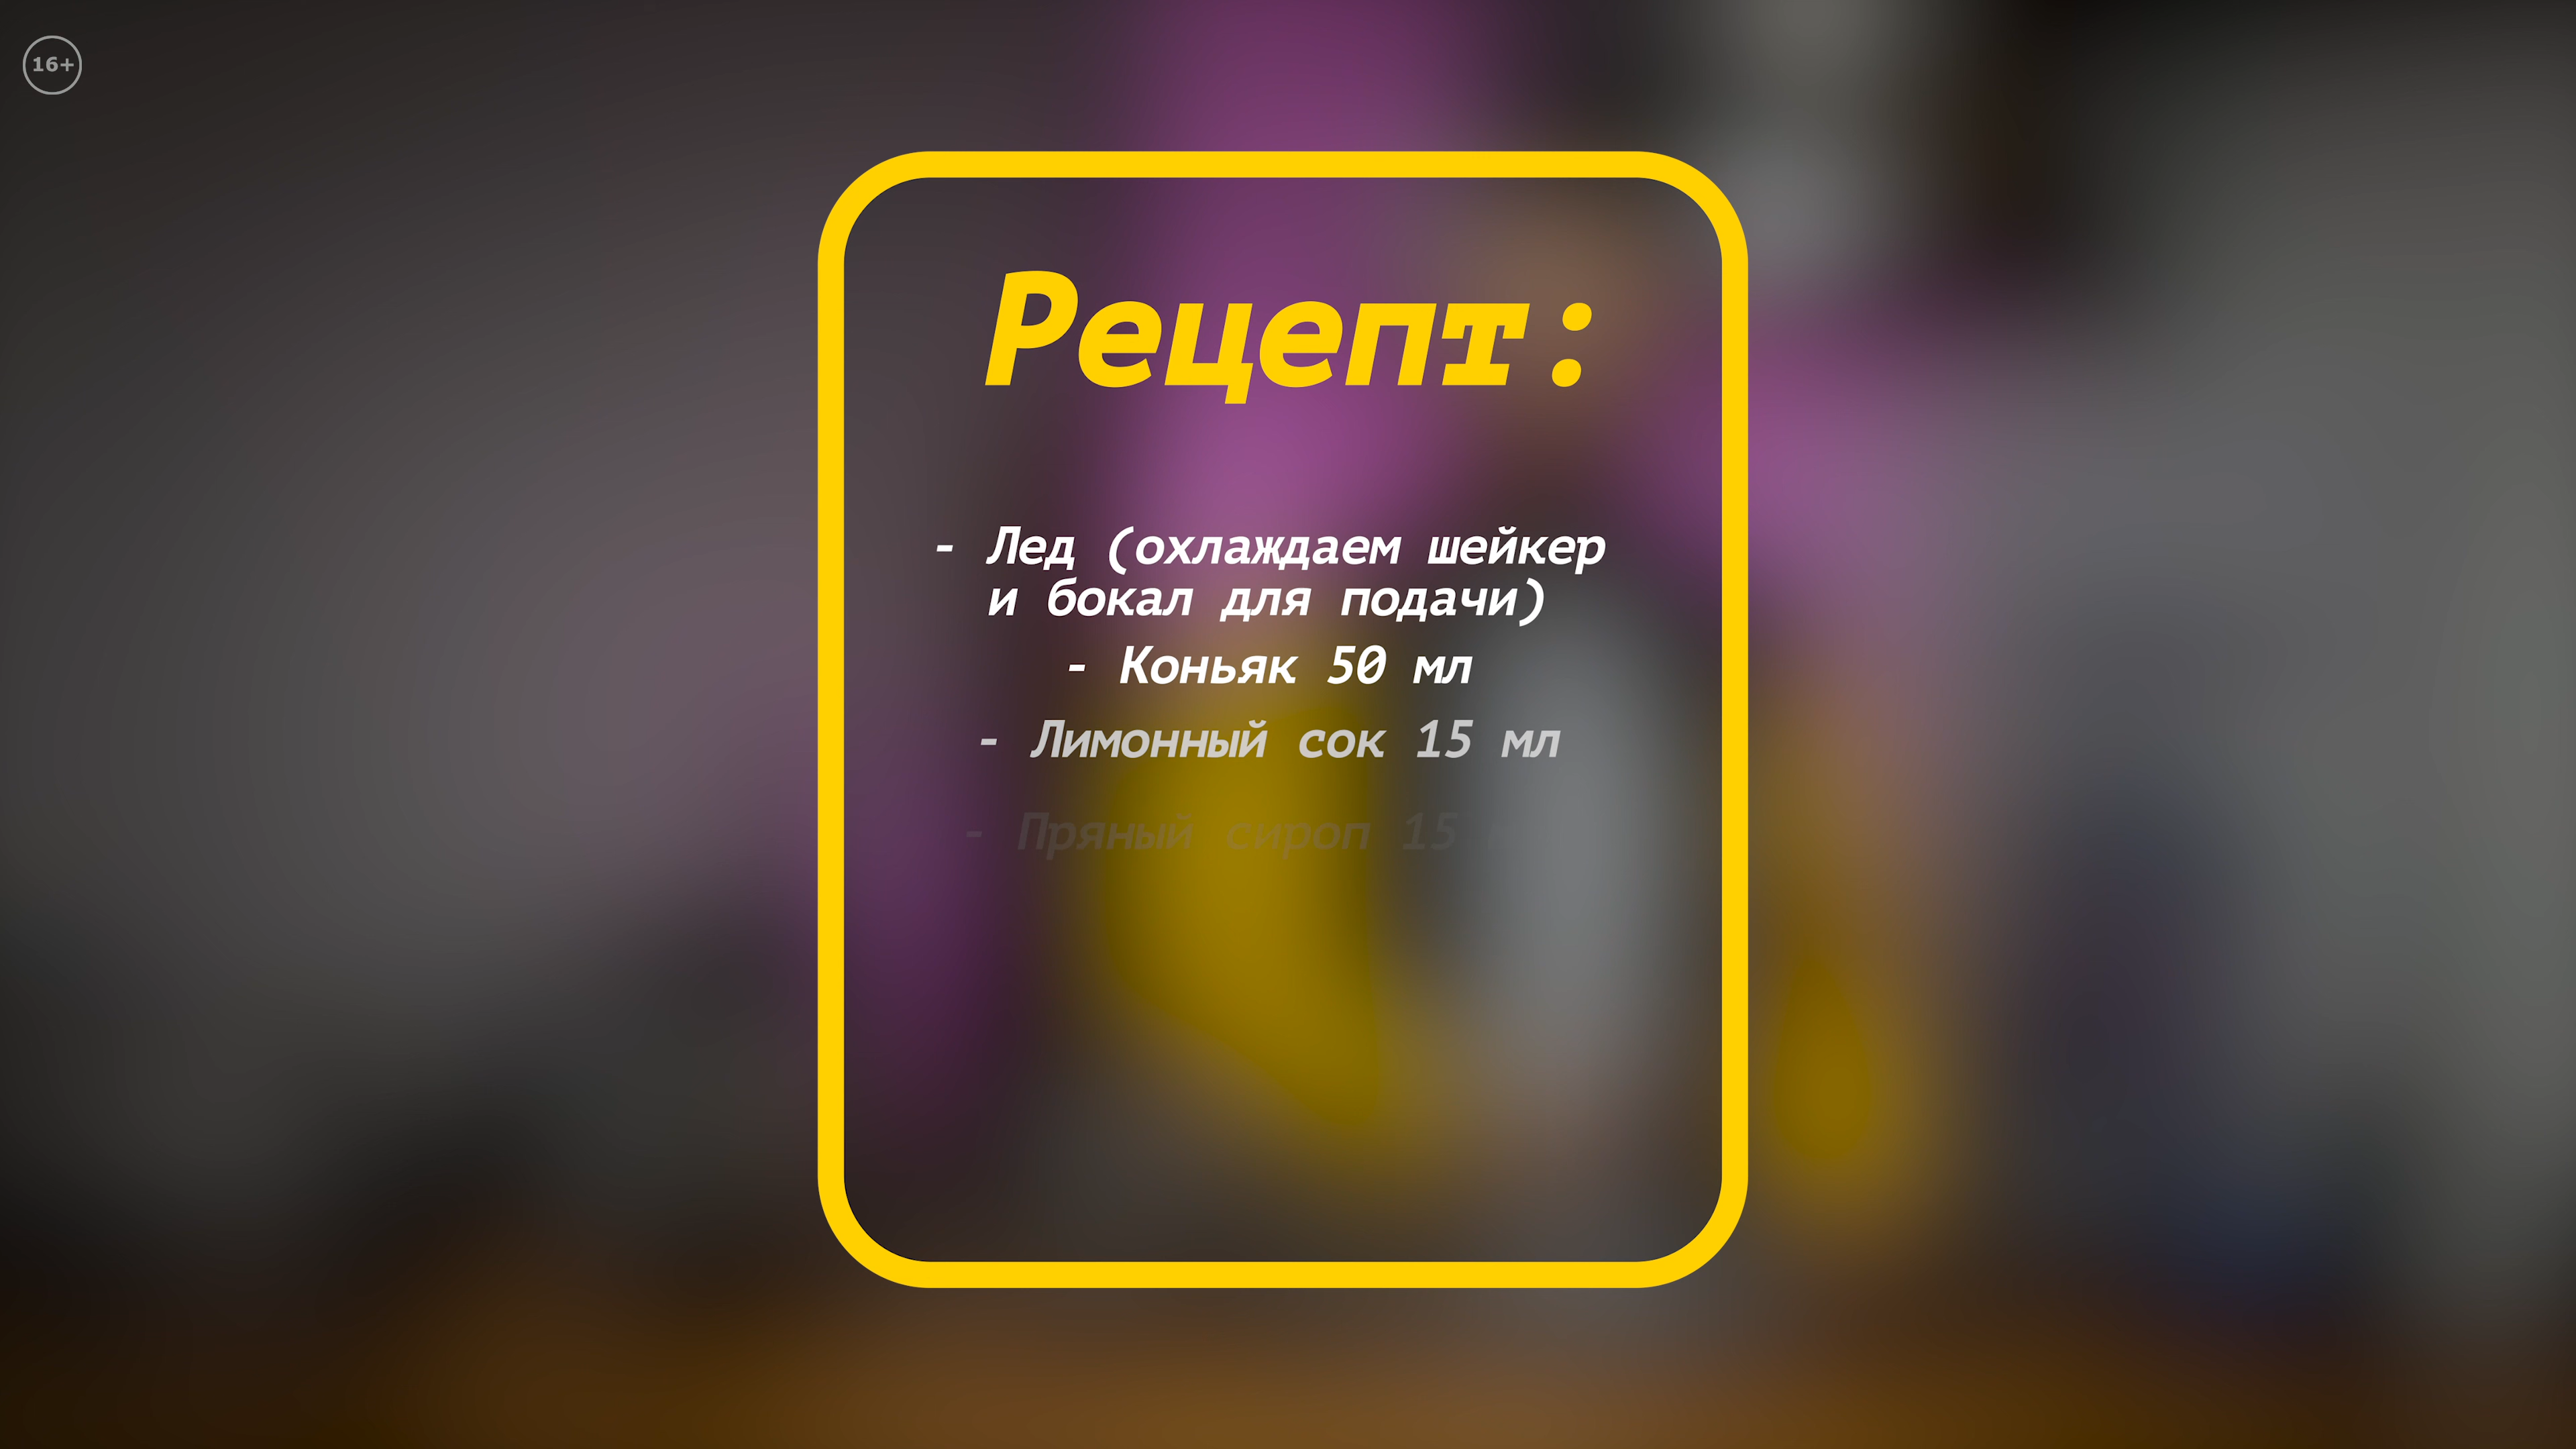 16+
Рецепт:
- Лед (охлаждаем шейкер
и бокал для подачи)
- Коньяк 50 мл
- Лимонный сок 15 мл
- Пряный сироп 15